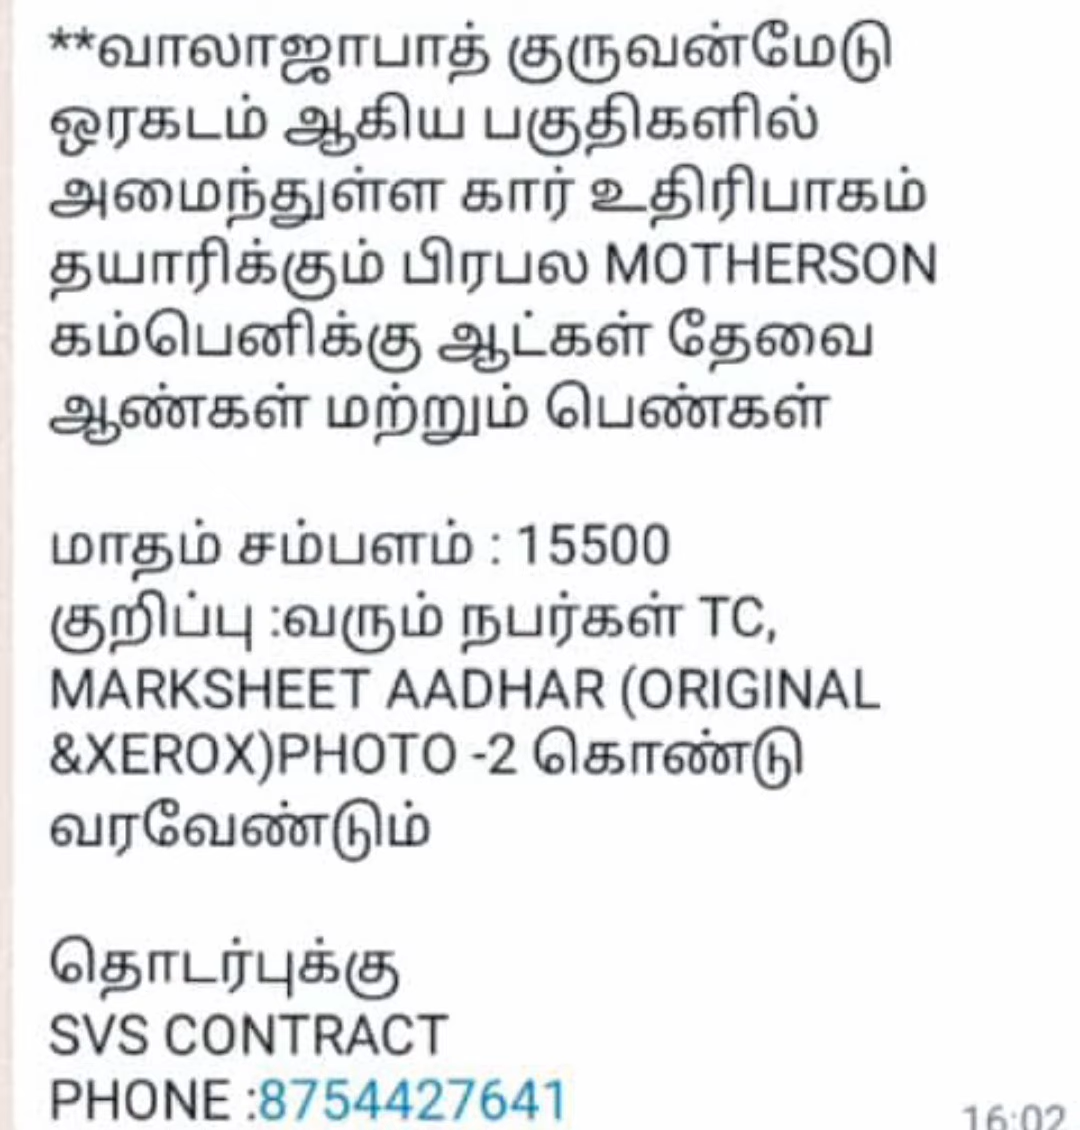 **வாலாஜாபாத் குருவன்மேடு
ஒரகடம் ஆகிய பகுதிகளில்
அமைந்துள்ள கார் உதிரிபாகம்
தயாரிக்கும் பிரபல MOTHERSON
கம்பெனிக்கு ஆட்கள் தேவை
ஆண்கள் மற்றும் பெண்கள்
மாதம் சம்பளம் : 15500
குறிப்பு :வரும் நபர்கள் TC,
MARKSHEET AADHAR (ORIGINAL
&XEROX)PHOTO -2 கொண்டு
வரவேண்டும்
தொடர்புக்கு
SVS CONTRACT
PHONE :8754427641
16:02